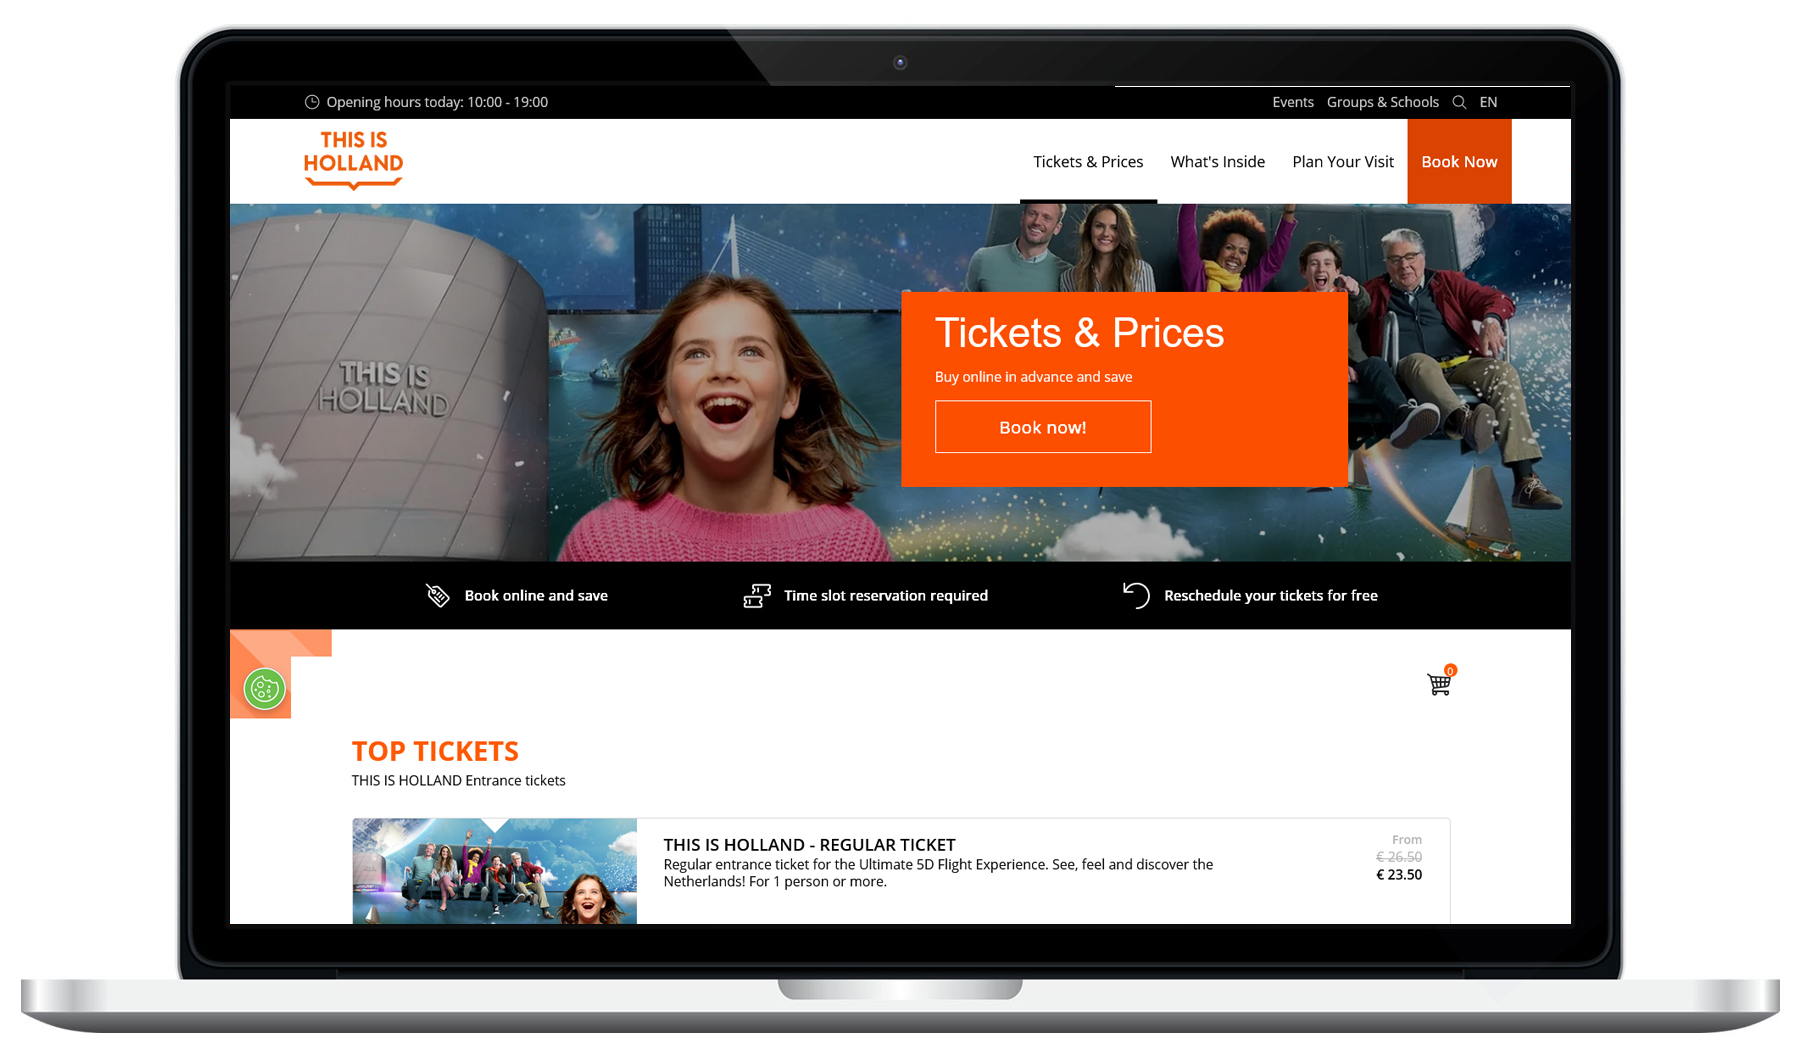 Opening hours today: 10:00 - 19:00
Events Groups & Schools EN
THIS IS
HOLLAND
Tickets & Prices What's Inside Plan Your Visit Book Now
THIS IS
HOLLAND
Tickets & Prices
Buy online in advance and save
Book now!
Book online and save
Time slot reservation required
Reschedule your tickets for free
0
TOP TICKETS
THIS IS HOLLAND Entrance tickets
THIS IS HOLLAND - REGULAR TICKET
Regular entrance ticket for the Ultimate 5D Flight Experience. See, feel and discover the
Netherlands! For 1 person or more.
From
€ 26.50
€ 23.50